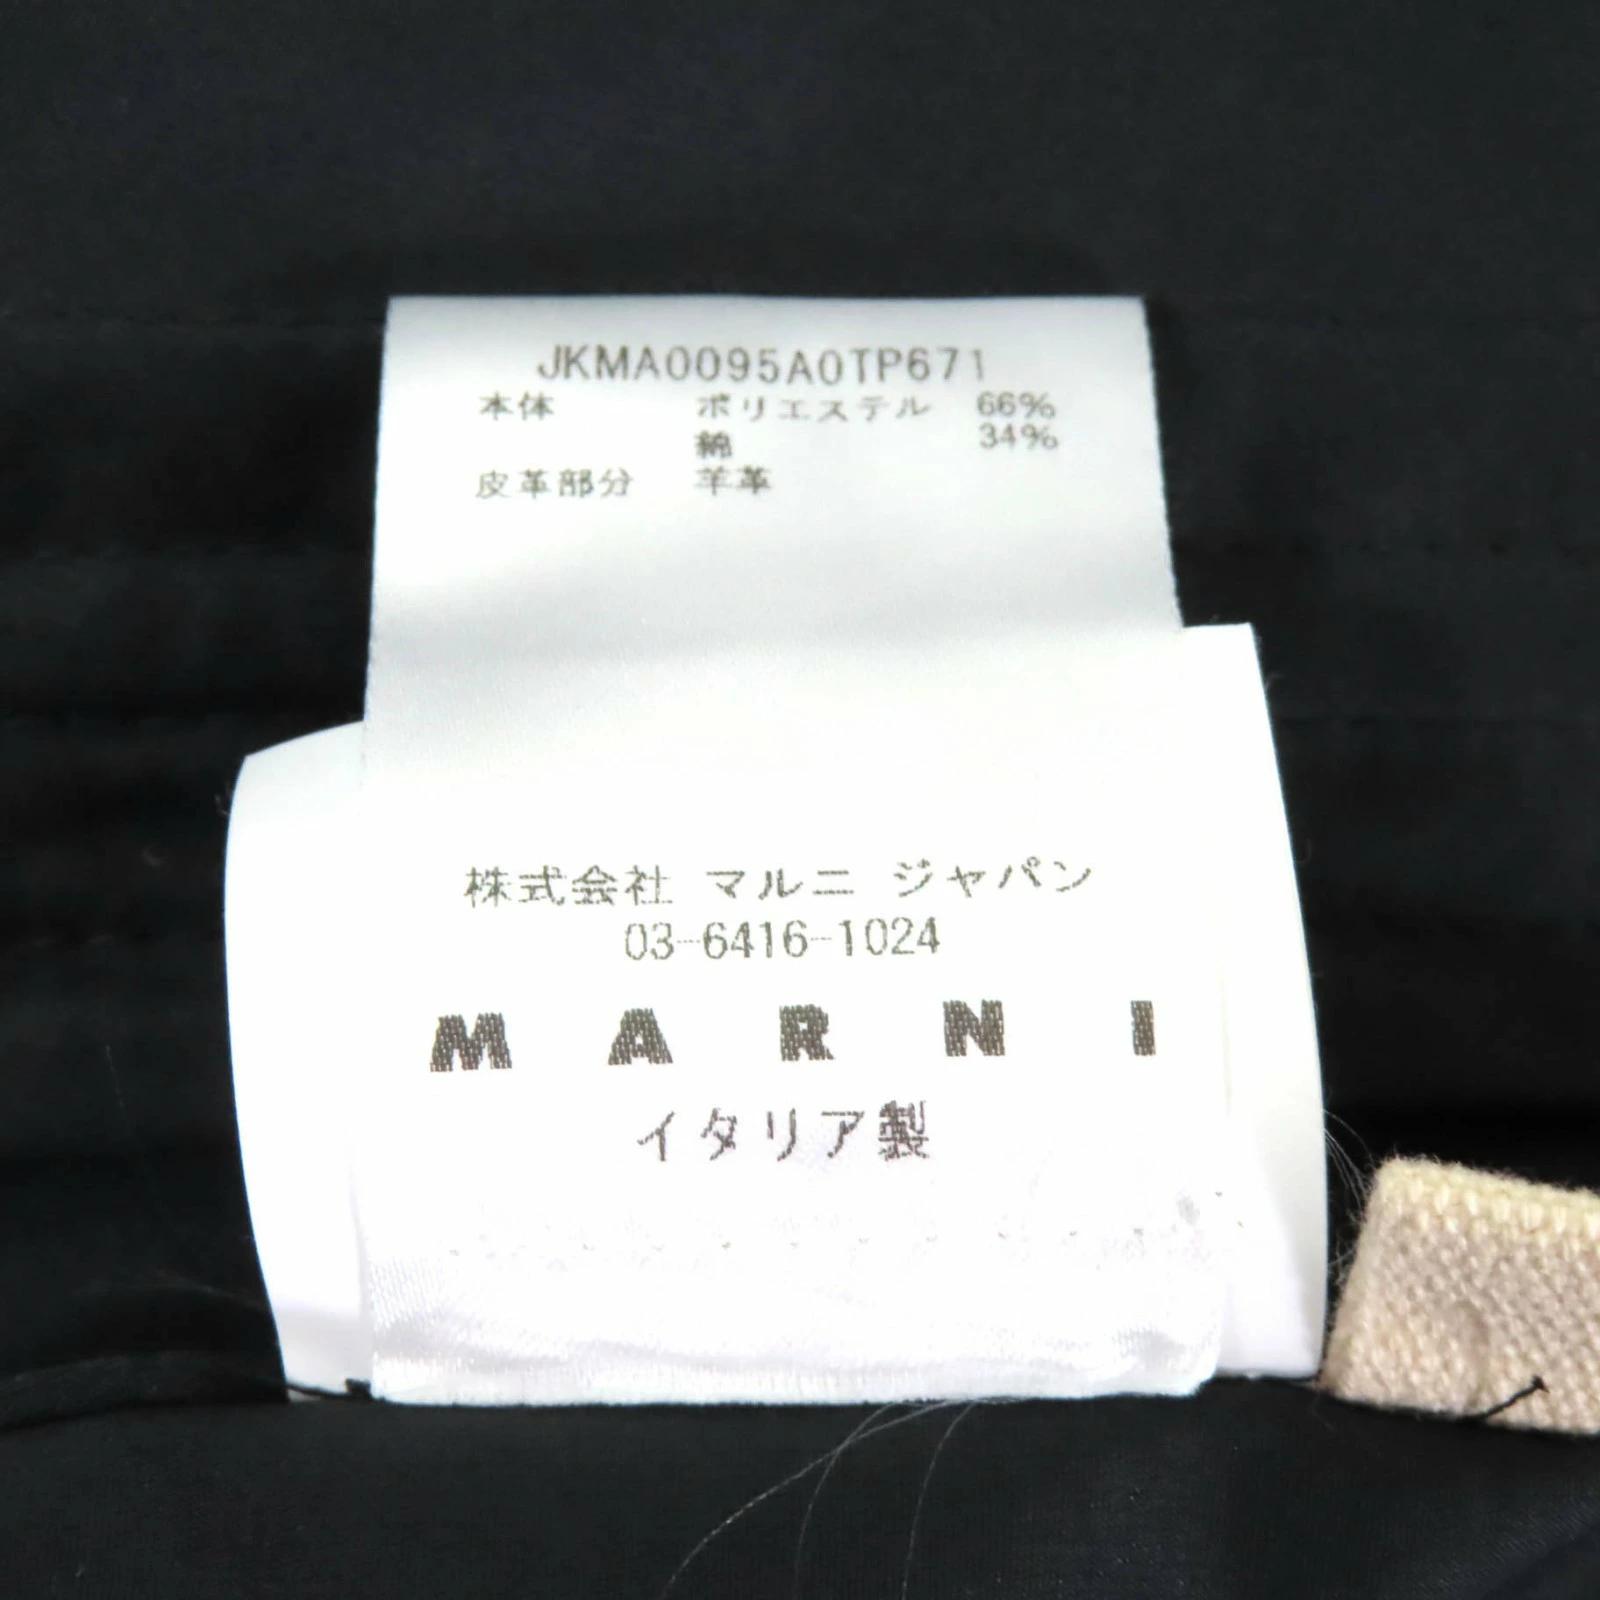 JKMA0095A0TP671
本体 ポリエステル 66%
綿 34%
皮革部分 羊革
株式会社 マルニ ジャパン
03-6416-1024
MARNI
イタリア製